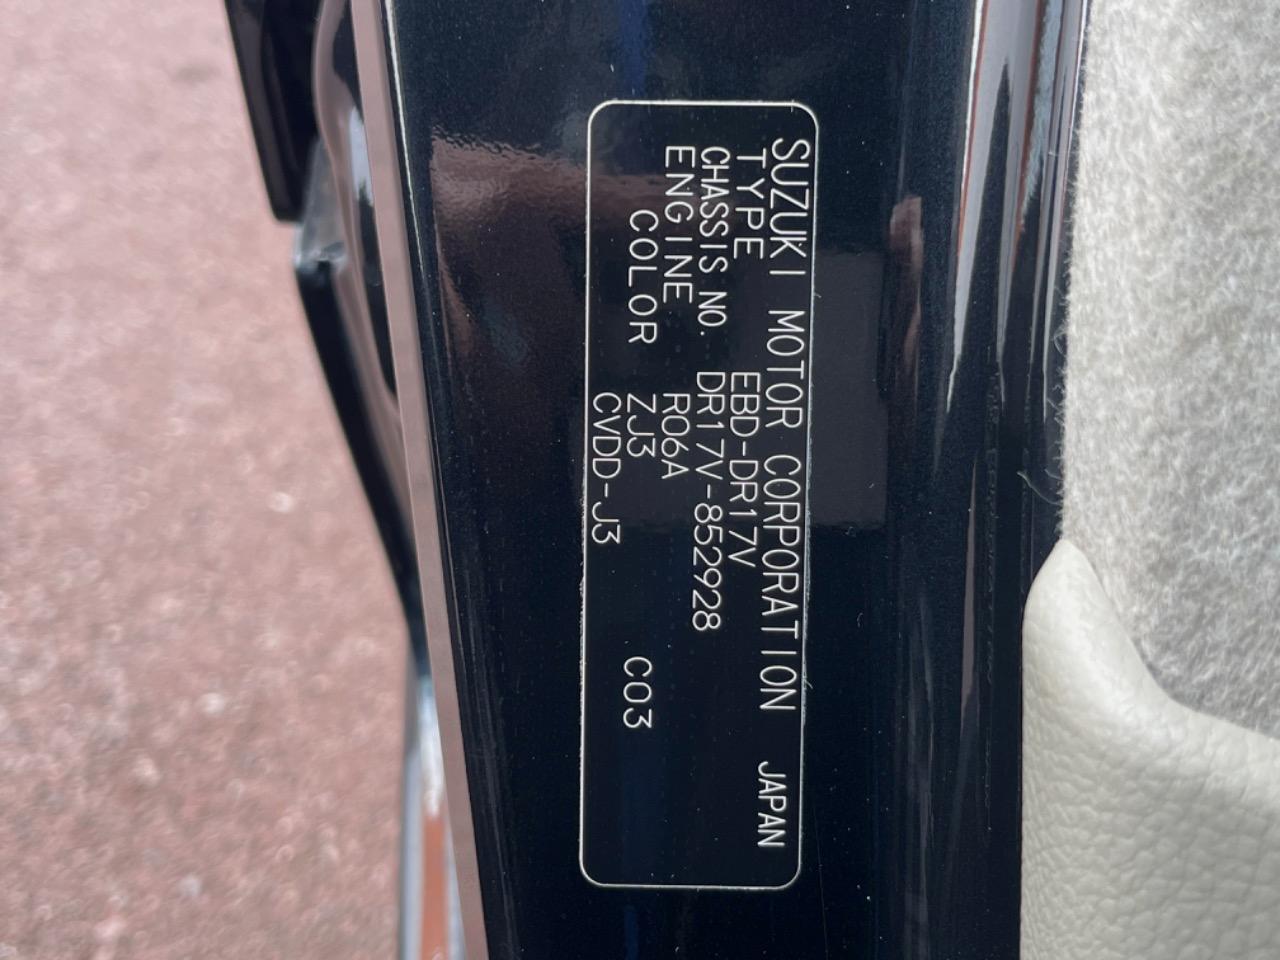 SUZUKI MOTOR CORPORATION JAPAN
TYPE EBD-DR17V
CHASSIS NO. DR17V-852928
ENGINE R06A
COLOR ZJ3 C03
CVDD-J3